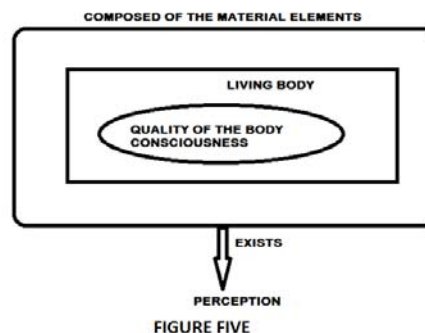 COMPOSED OF THE MATERIAL ELEMENTS
LIVING BODY
QUALITY OF THE BODY
CONSCIOUSNESS
EXISTS
PERCEPTION
FIGURE FIVE